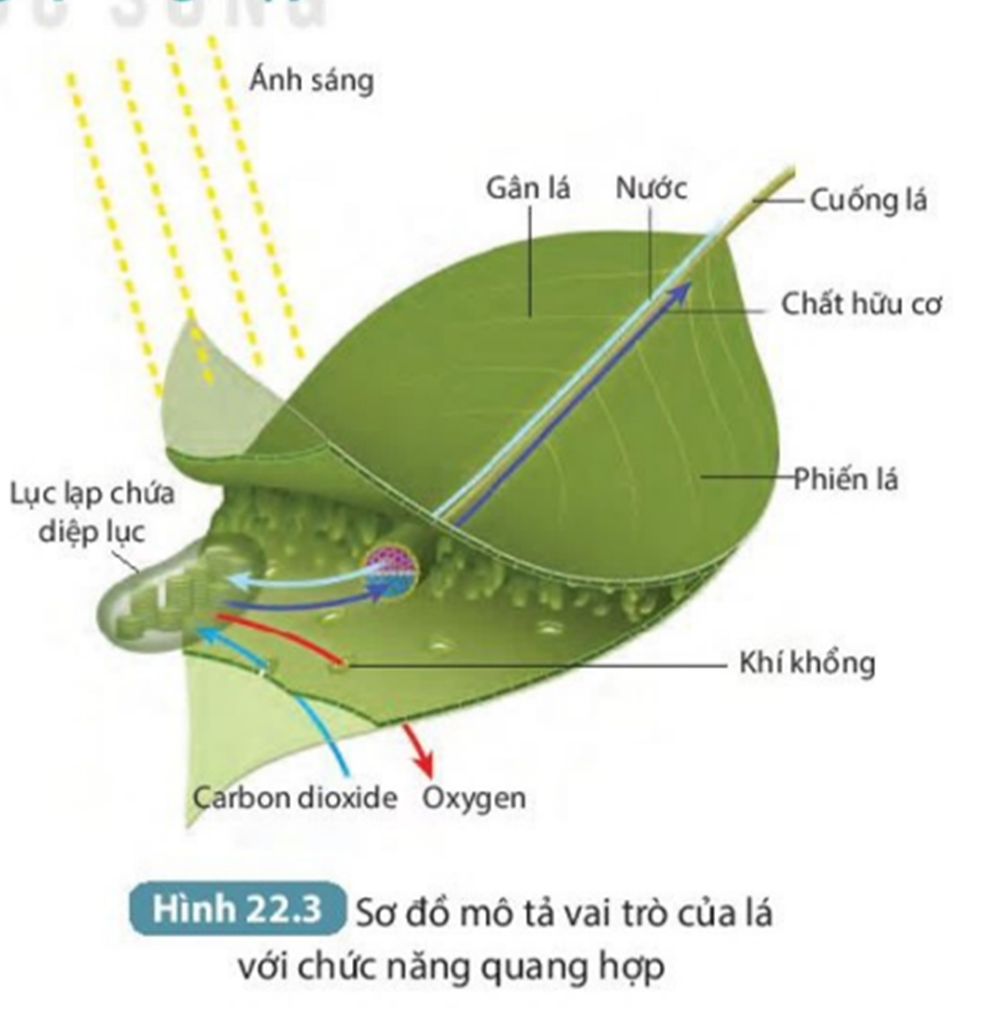 Ánh sáng
Gân lá
Nước
Cuống lá
Chất hữu cơ
Phiến lá
Lục lạp chứa
diệp lục
Khí khổng
Carbon dioxide
Oxygen
Hình 22.3 Sơ đồ mô tả vai trò của lá
với chức năng quang hợp